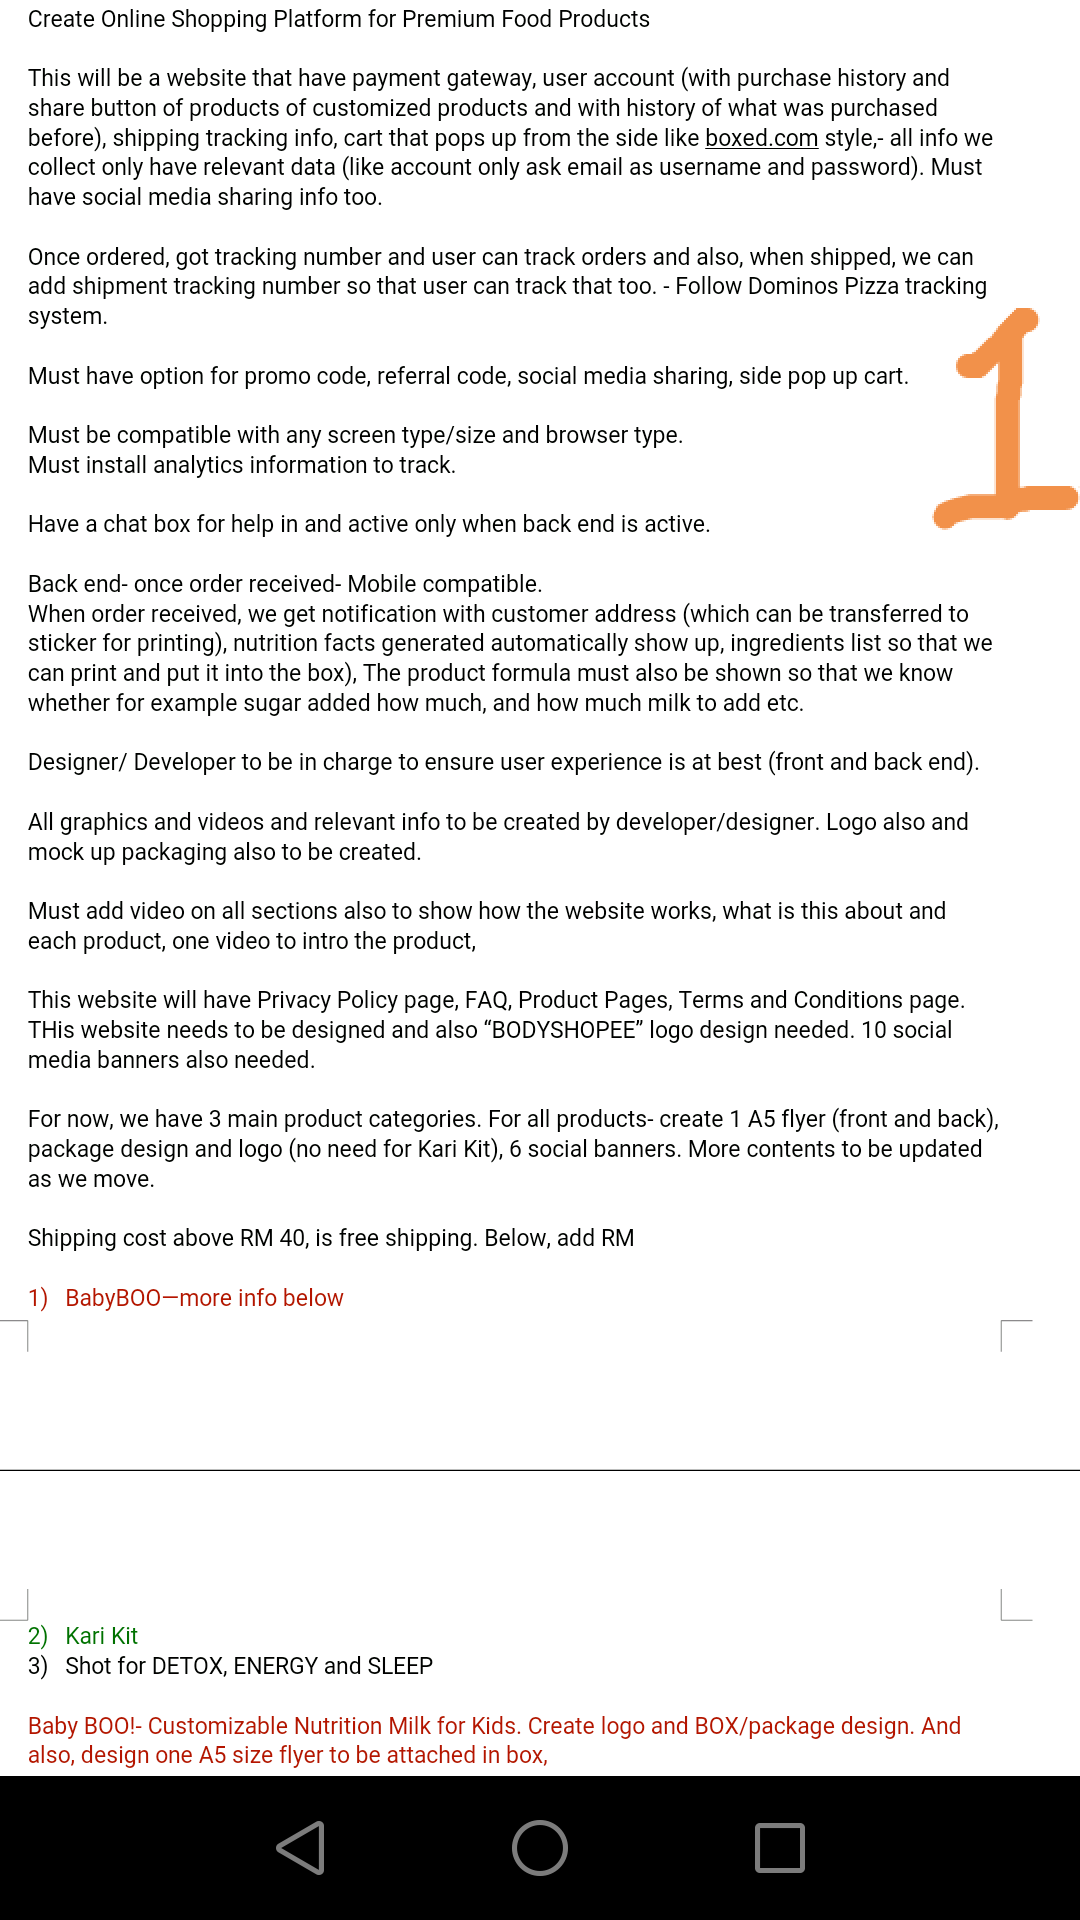 Create Online Shopping Platform for Premium Food Products
This will be a website that have payment gateway, user account (with purchase history and
share button of products of customized products and with history of what was purchased
before), shipping tracking info, cart that pops up from the side like boxed.com style,- all info we
collect only have relevant data (like account only ask email as username and password). Must
have social media sharing info too.
Once ordered, got tracking number and user can track orders and also, when shipped, we can
add shipment tracking number so that user can track that too. - Follow Dominos Pizza tracking
system.
1
Must have option for promo code, referral code, social media sharing, side pop up cart.
Must be compatible with any screen type/size and browser type.
Must install analytics information to track.
Have a chat box for help in and active only when back end is active.
Back end- once order received- Mobile compatible.
When order received, we get notification with customer address (which can be transferred to
sticker for printing), nutrition facts generated automatically show up, ingredients list so that we
can print and put it into the box), The product formula must also be shown so that we know
whether for example sugar added how much, and how much milk to add etc.
Designer/ Developer to be in charge to ensure user experience is at best (front and back end).
All graphics and videos and relevant info to be created by developer/designer. Logo also and
mock up packaging also to be created.
Must add video on all sections also to show how the website works, what is this about and
each product, one video to intro the product,
This website will have Privacy Policy page, FAQ, Product Pages, Terms and Conditions page.
THis website needs to be designed and also “BODYSHOPEE” logo design needed. 10 social
media banners also needed.
For now, we have 3 main product categories. For all products- create 1 A5 flyer (front and back),
package design and logo (no need for Kari Kit), 6 social banners. More contents to be updated
as we move.
Shipping cost above RM 40, is free shipping. Below, add RM
1) BabyBOO—more info below
2) Kari Kit
3) Shot for DETOX, ENERGY and SLEEP
Baby BOO!- Customizable Nutrition Milk for Kids. Create logo and BOX/package design. And
also, design one A5 size flyer to be attached in box,